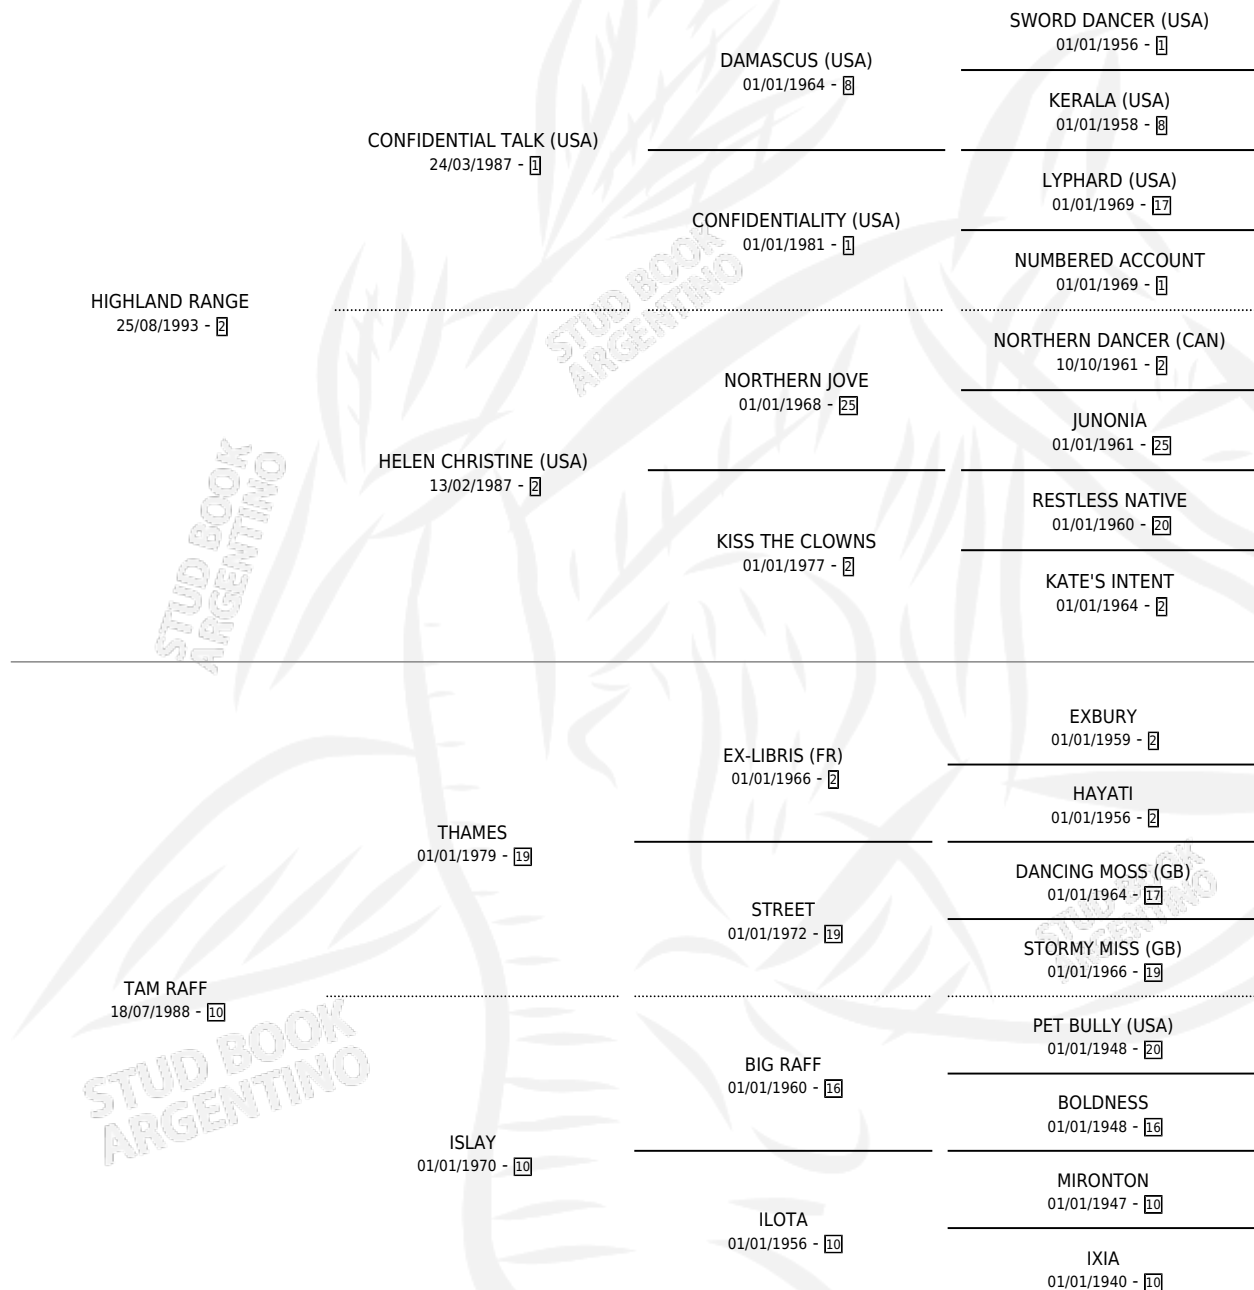 SWORD DANCER (USA)
01/01/1956 - 1
DAMASCUS (USA)
01/01/1964 - 8
KERALA (USA)
01/01/1958 - 8
CONFIDENTIAL TALK (USA)
24/03/1987 - 1
LYPHARD (USA)
01/01/1969 - 17
CONFIDENTIALITY (USA)
01/01/1981 - 1
NUMBERED ACCOUNT
01/01/1969 - 1
HIGHLAND RANGE
25/08/1993 - 2
STUD BOOK
ARGENTINO
NORTHERN DANCER (CAN)
10/10/1961 - 2
NORTHERN JOVE
01/01/1968 - 25
JUNONIA
01/01/1961 - 25
HELEN CHRISTINE (USA)
13/02/1987 - 2
RESTLESS NATIVE
01/01/1960 - 20
KISS THE CLOWNS
01/01/1977 - 2
KATE'S INTENT
01/01/1964 - 2
STUD BOOK
ARGENTINO
EXBURY
01/01/1959 - 2
EX-LIBRIS (FR)
01/01/1966 - 2
HAYATI
01/01/1956 - 2
THAMES
01/01/1979 - 19
DANCING MOSS (GB)
01/01/1964 - 17
STREET
01/01/1972 - 19
STORMY MISS (GB)
01/01/1966 - 19
STUD BOOK
ARGENTINO
TAM RAFF
18/07/1988 - 10
PET BULLY (USA)
01/01/1948 - 20
BIG RAFF
01/01/1960 - 16
BOLDNESS
01/01/1948 - 16
STUD BOOK
ARGENTINO
ISLAY
01/01/1970 - 10
MIRONTON
01/01/1947 - 10
ILOTA
01/01/1956 - 10
IXIA
01/01/1940 - 10